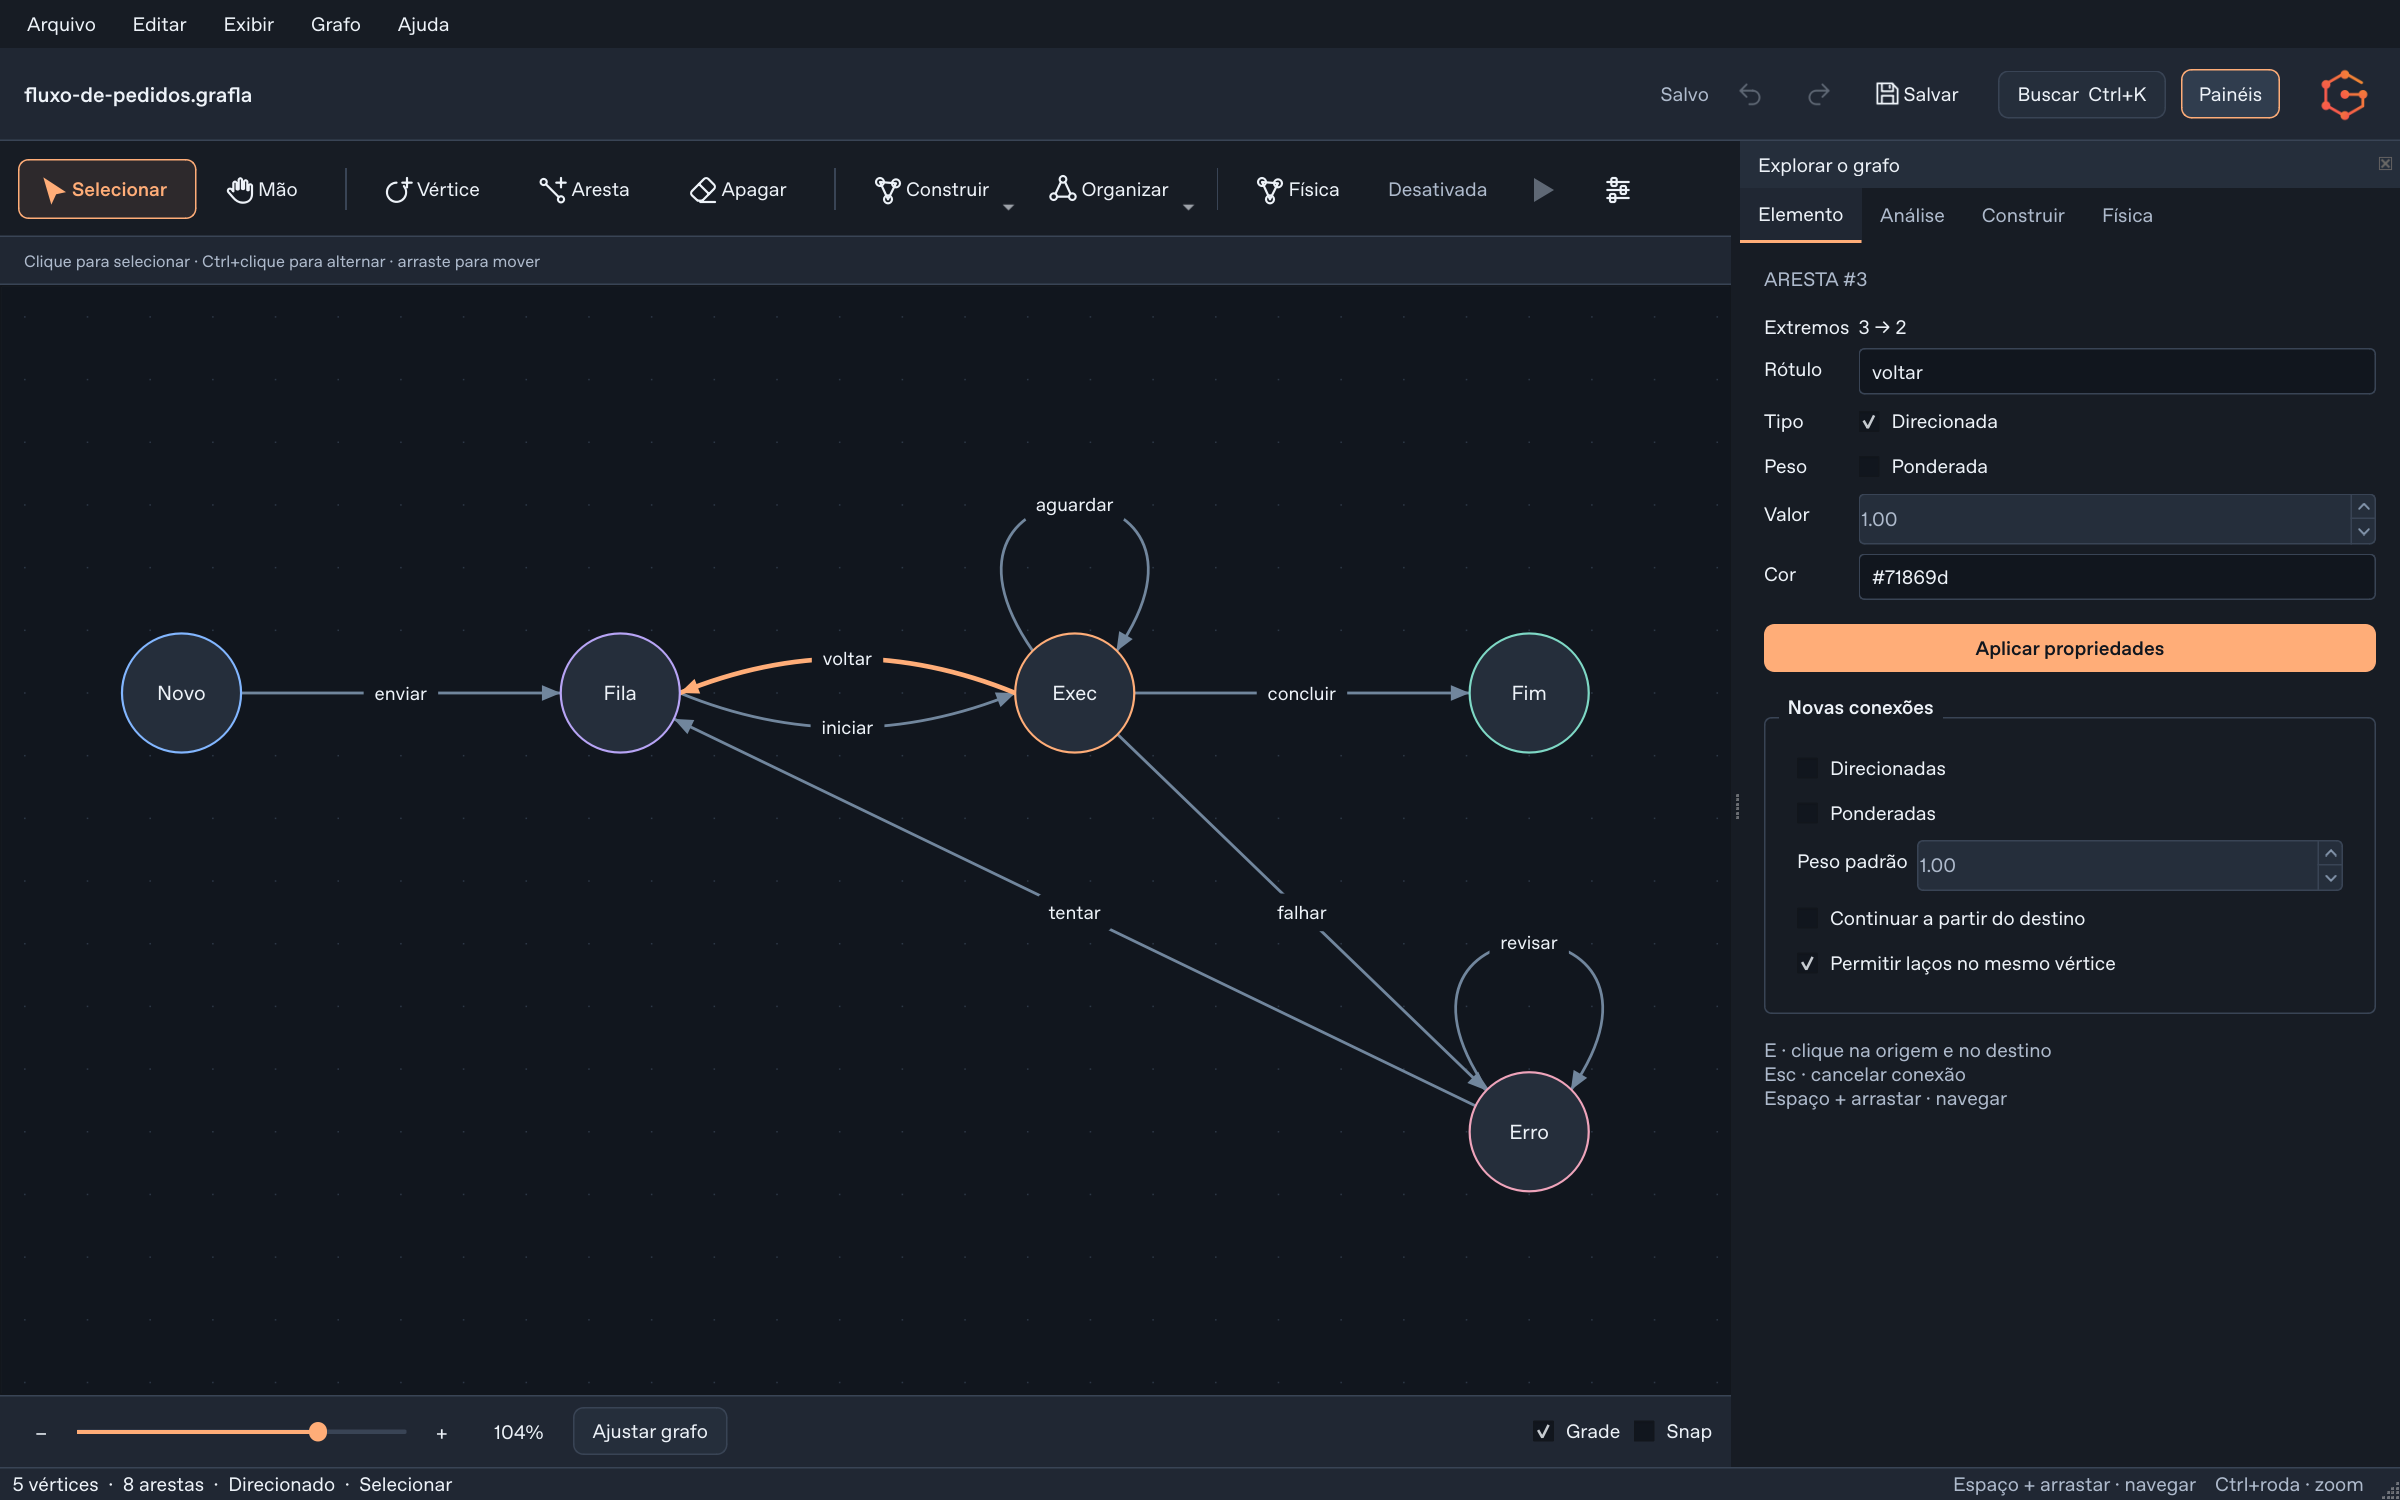 Arquivo Editar Exibir Grafo Ajuda
fluxo-de-pedidos.grafla
Salvo Salvar Buscar Ctrl+K Painéis
Selecionar Mão Vértice Aresta Apagar Construir Organizar Física Desativada
Clique para selecionar · Ctrl+clique para alternar · arraste para mover
aguardar
voltar
Novo enviar Fila Exec concluir Fim
iniciar
tentar falhar
revisar
Erro
Explorar o grafo
Elemento Análise Construir Física
ARESTA #3
Extremos 3 → 2
Rótulo voltar
Tipo Direcionada
Peso Ponderada
Valor 1.00
Cor #71869d
Aplicar propriedades
Novas conexões
Direcionadas
Ponderadas
Peso padrão 1.00
Continuar a partir do destino
Permitir laços no mesmo vértice
E · clique na origem e no destino
Esc · cancelar conexão
Espaço + arrastar · navegar
− + 104% Ajustar grafo Grade Snap
5 vértices · 8 arestas · Direcionado · Selecionar
Espaço + arrastar · navegar Ctrl+roda · zoom